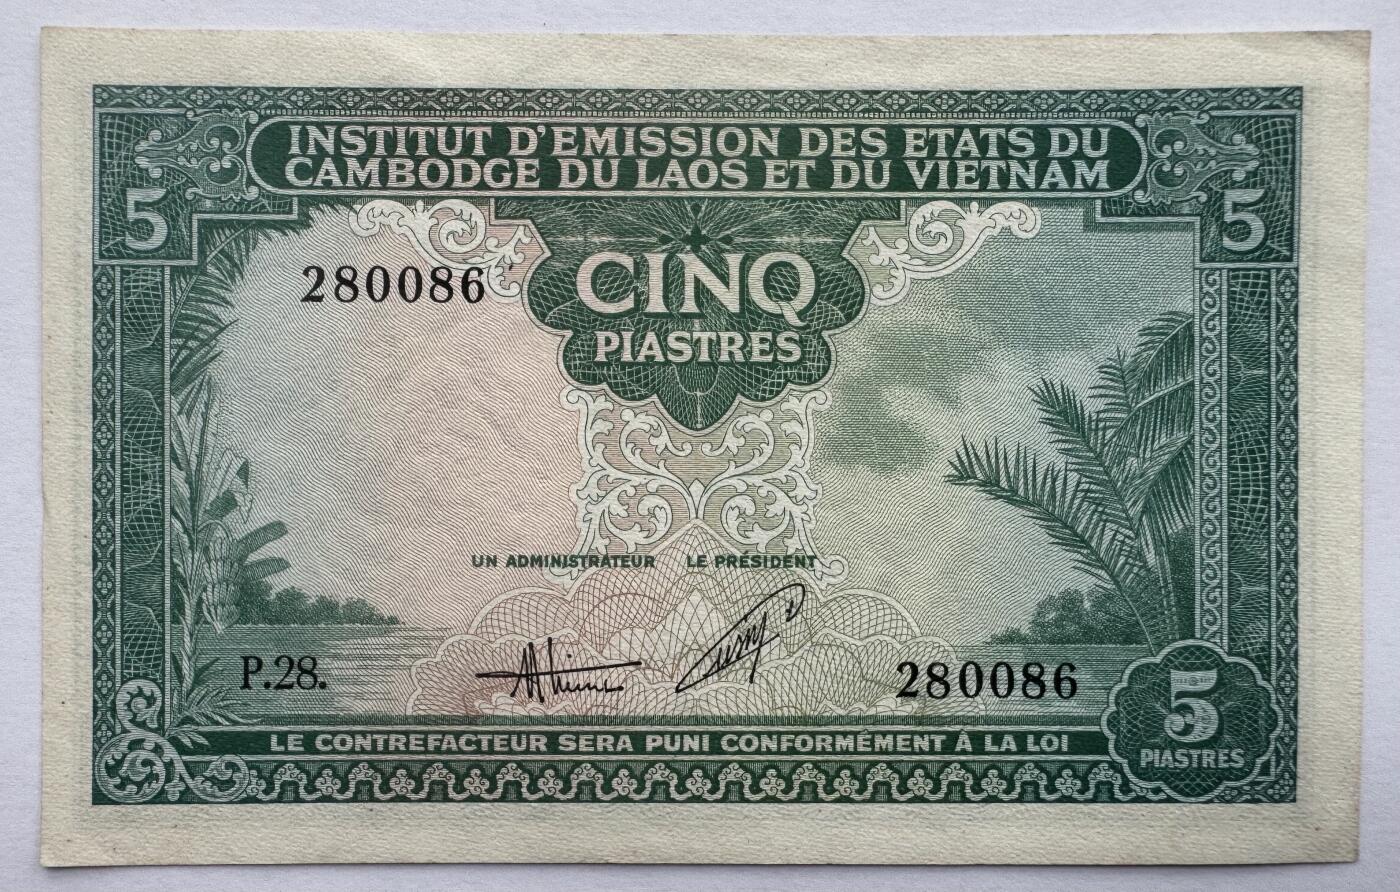 INSTITUT D'EMISSION DES ETATS DU
CAMBODGE DU LAOS ET DU VIETNAM
5
5
280086
CINQ
PIASTRES
UN ADMINISTRATEUR LE PRÉSIDENT
P.28.
280086
5
PIASTRES
LE CONTREFACTEUR SERA PUNI CONFORMÉMENT À LA LOI